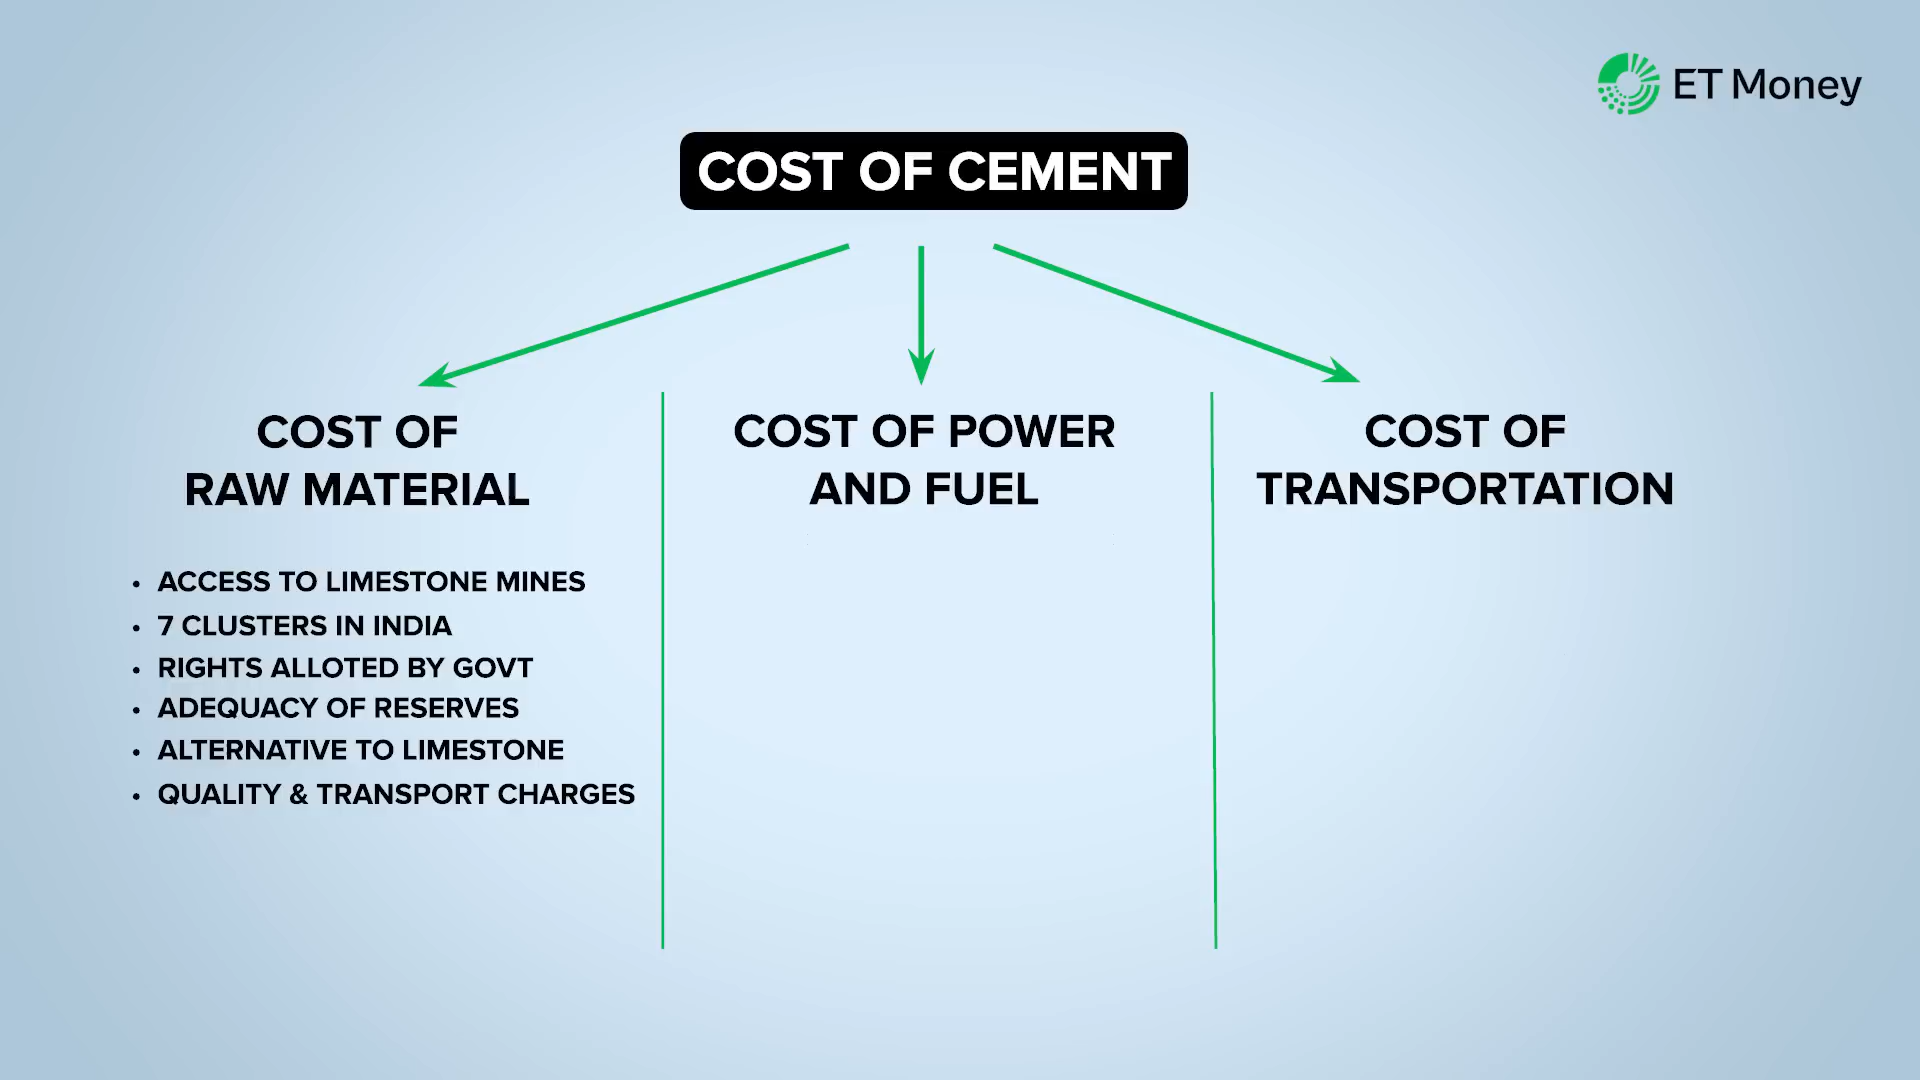 ET Money
COST OF CEMENT
COST OF
RAW MATERIAL
• ACCESS TO LIMESTONE MINES
• 7 CLUSTERS IN INDIA
• RIGHTS ALLOTED BY GOVT
• ADEQUACY OF RESERVES
• ALTERNATIVE TO LIMESTONE
• QUALITY & TRANSPORT CHARGES
COST OF POWER
AND FUEL
COST OF
TRANSPORTATION